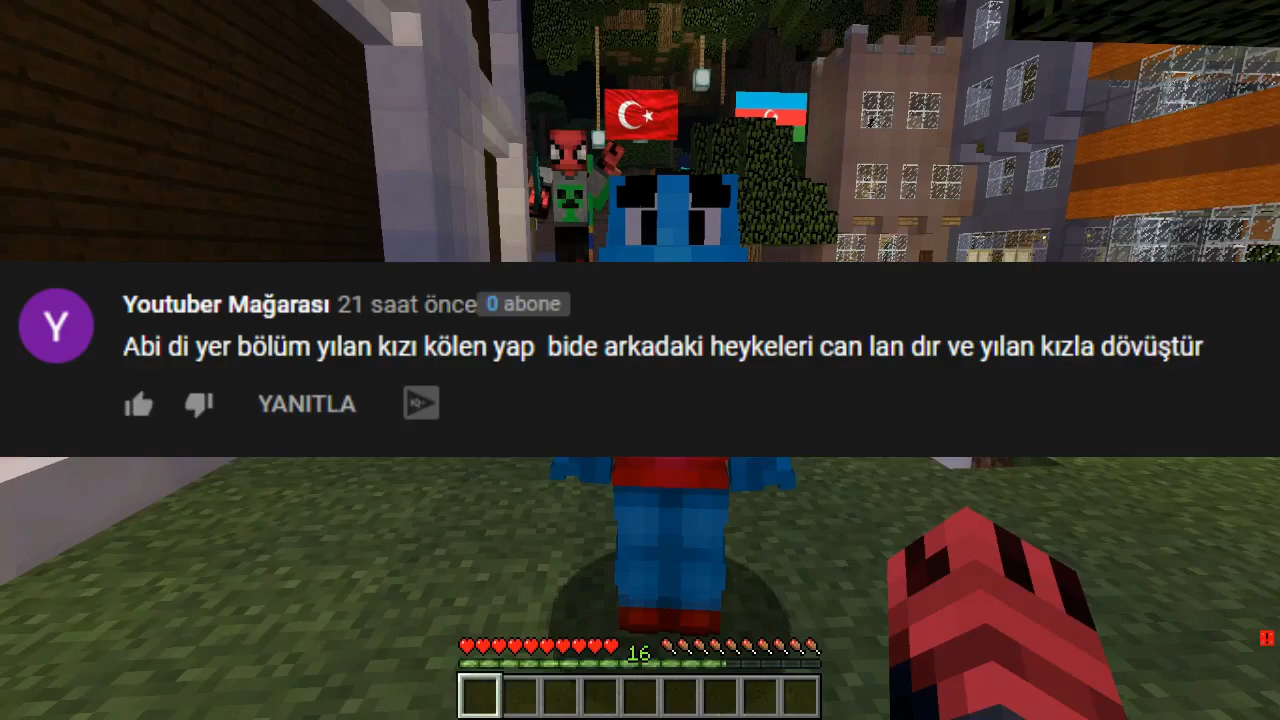 Youtuber Mağarası 21 saat önce 0 abone
Abi di yer bölüm yılan kızı kölen yap bide arkadaki heykeleri can lan dır ve yılan kızla dövüştür
YANITLA
16
Y